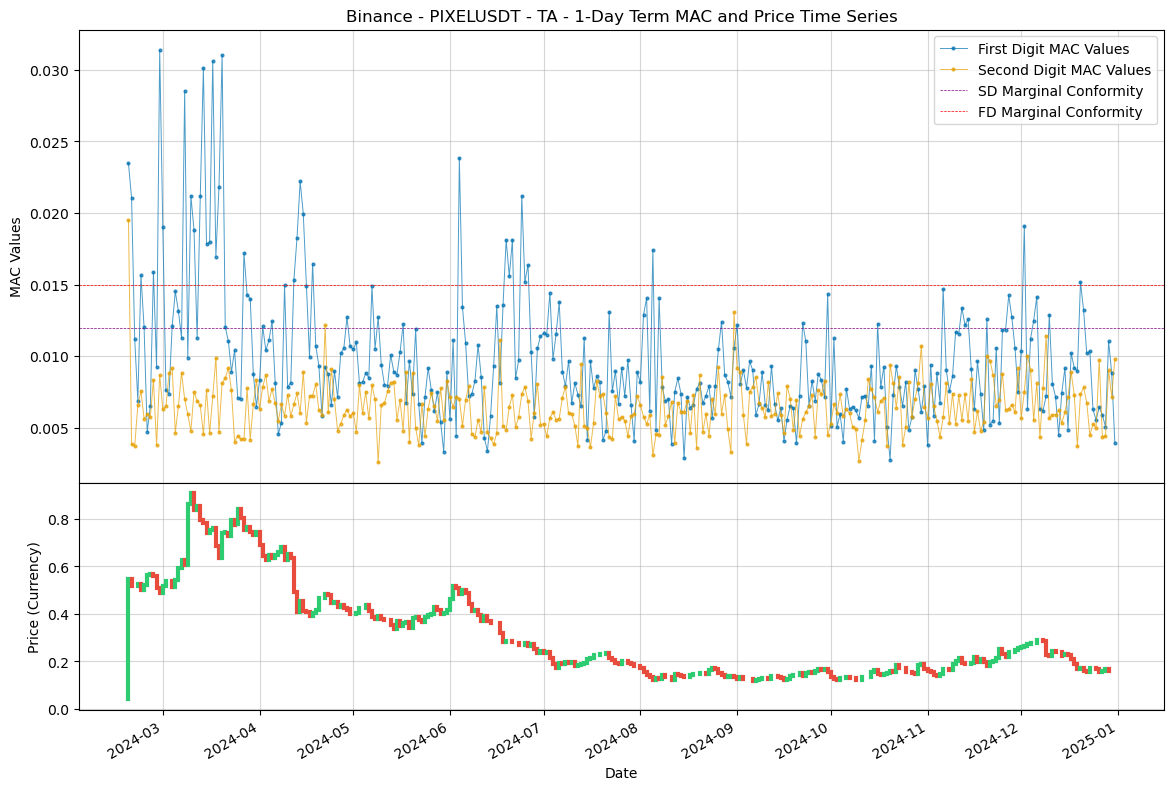 Binance - PIXELUSDT - TA - 1-Day Term MAC and Price Time Series
First Digit MAC Values
Second Digit MAC Values
SD Marginal Conformity
FD Marginal Conformity
MAC Values
0.030
0.025
0.020
0.015
0.010
0.005
Price (Currency)
0.8
0.6
0.4
0.2
0.0
2024-03
2024-04
2024-05
2024-06
2024-07
2024-08
2024-09
2024-10
2024-11
2024-12
2025-01
Date